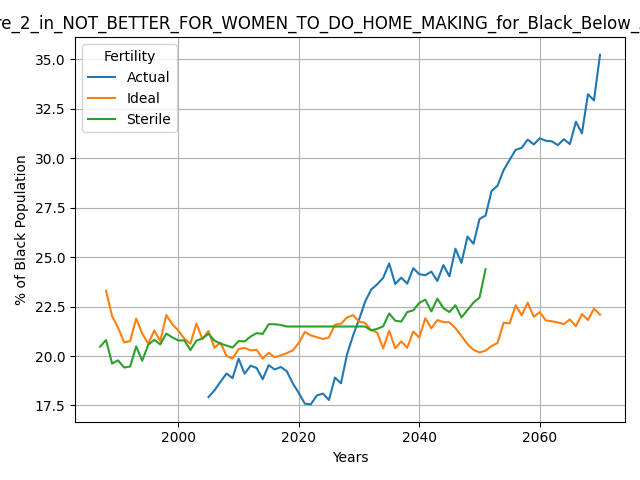 re_2_in_NOT_BETTER_FOR_WOMEN_TO_DO_HOME_MAKING_for_Black_Below_
Fertility
Actual
Ideal
Sterile
35.0
32.5
30.0
27.5
25.0
22.5
20.0
17.5
% of Black Population
2000
2020
2040
2060
Years